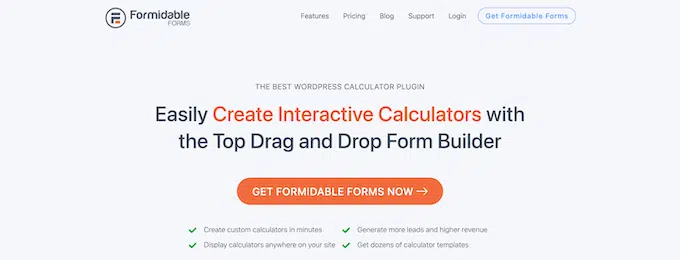 Formidable
FORMS
Features Pricing Blog Support Login Get Formidable Forms
THE BEST WORDPRESS CALCULATOR PLUGIN
Easily Create Interactive Calculators with
the Top Drag and Drop Form Builder
GET FORMIDABLE FORMS NOW →
Create custom calculators in minutes Generate more leads and higher revenue
Display calculators anywhere on your site Get dozens of calculator templates